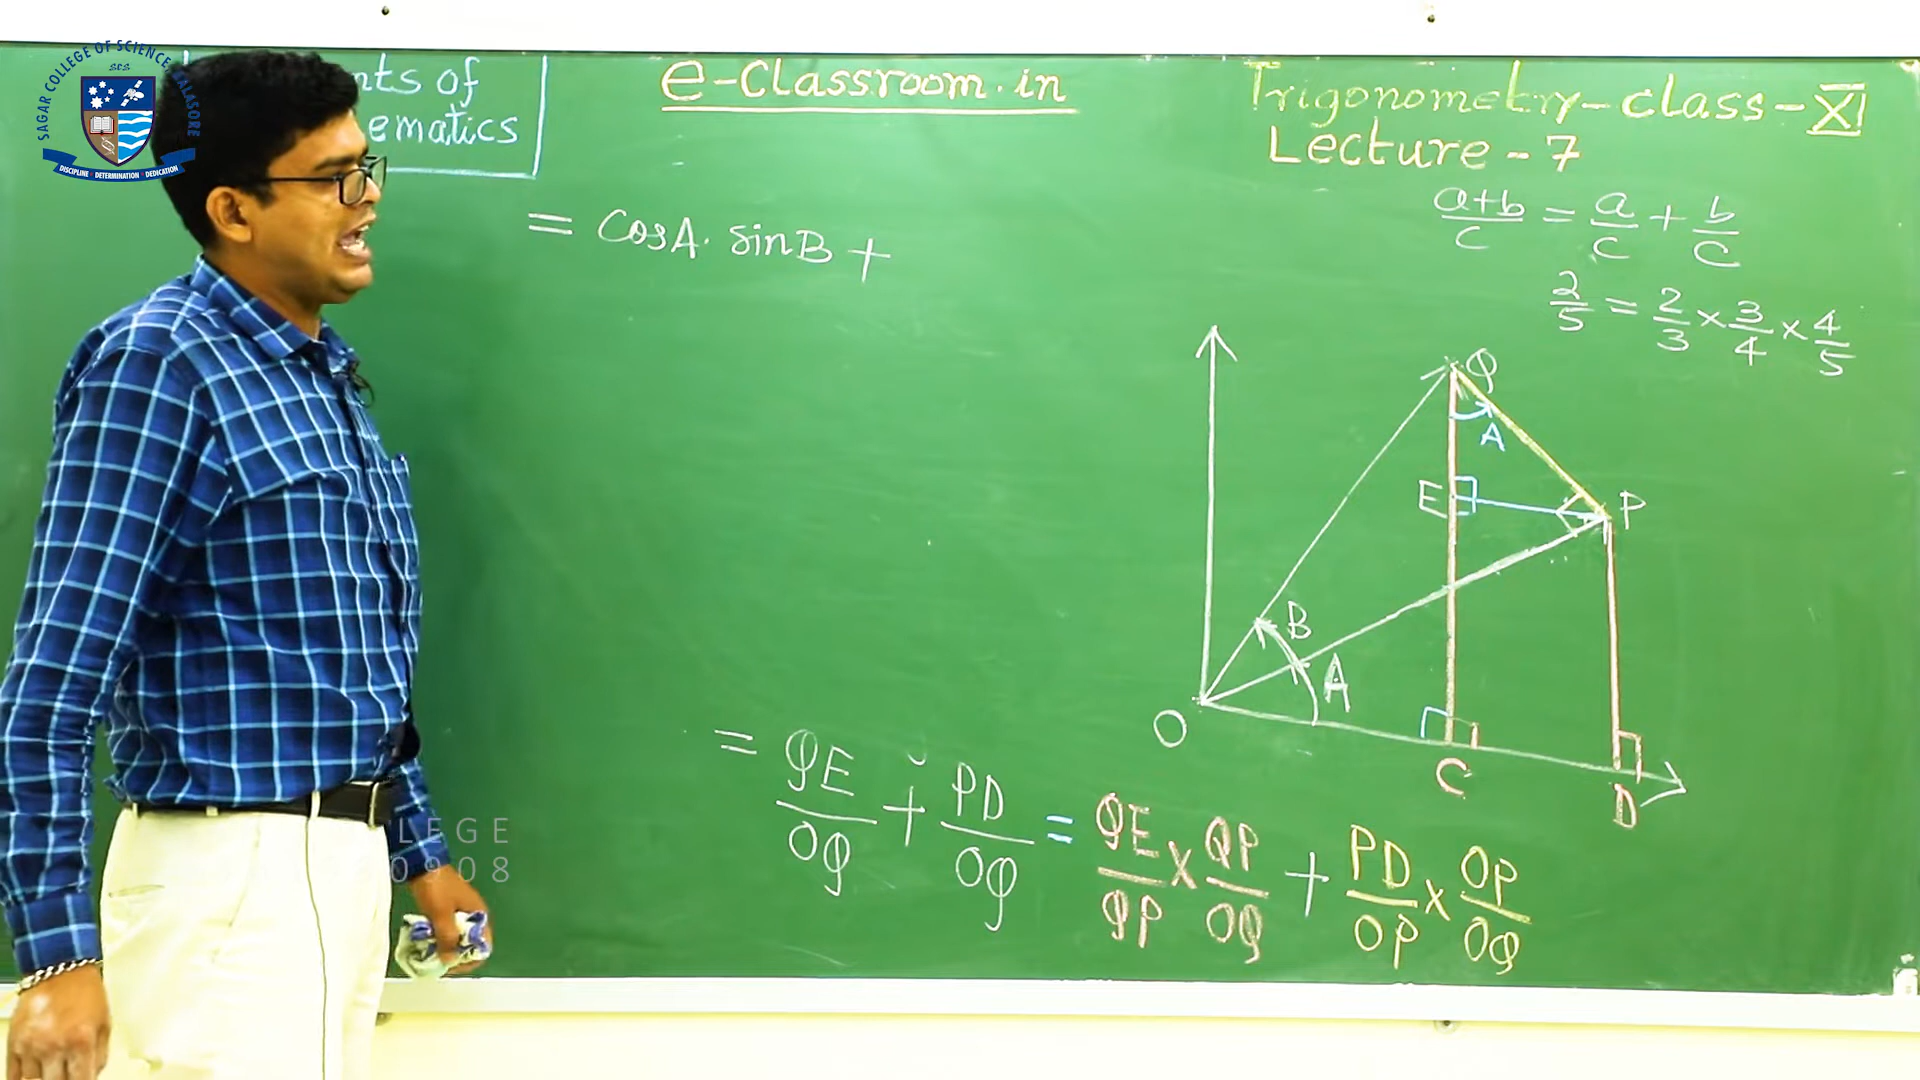 SAGAR COLLEGE OF SCIENCE, BALASORE
SCS
DISCIPLINE DETERMINATION DEDICATION
nts of
ematics
e-Classroom.in
Trigonometry-class-XI
Lecture-7
= cosA. sinB +
a+b/c = a/c + b/c
2/5 = 2/3 × 3/4 × 4/5
Q
A
E
P
B
A
O
C
D
= QE/OQ + PD/OQ = QE/QP × QP/OQ + PD/OP × OP/OQ
LLEGE
0908